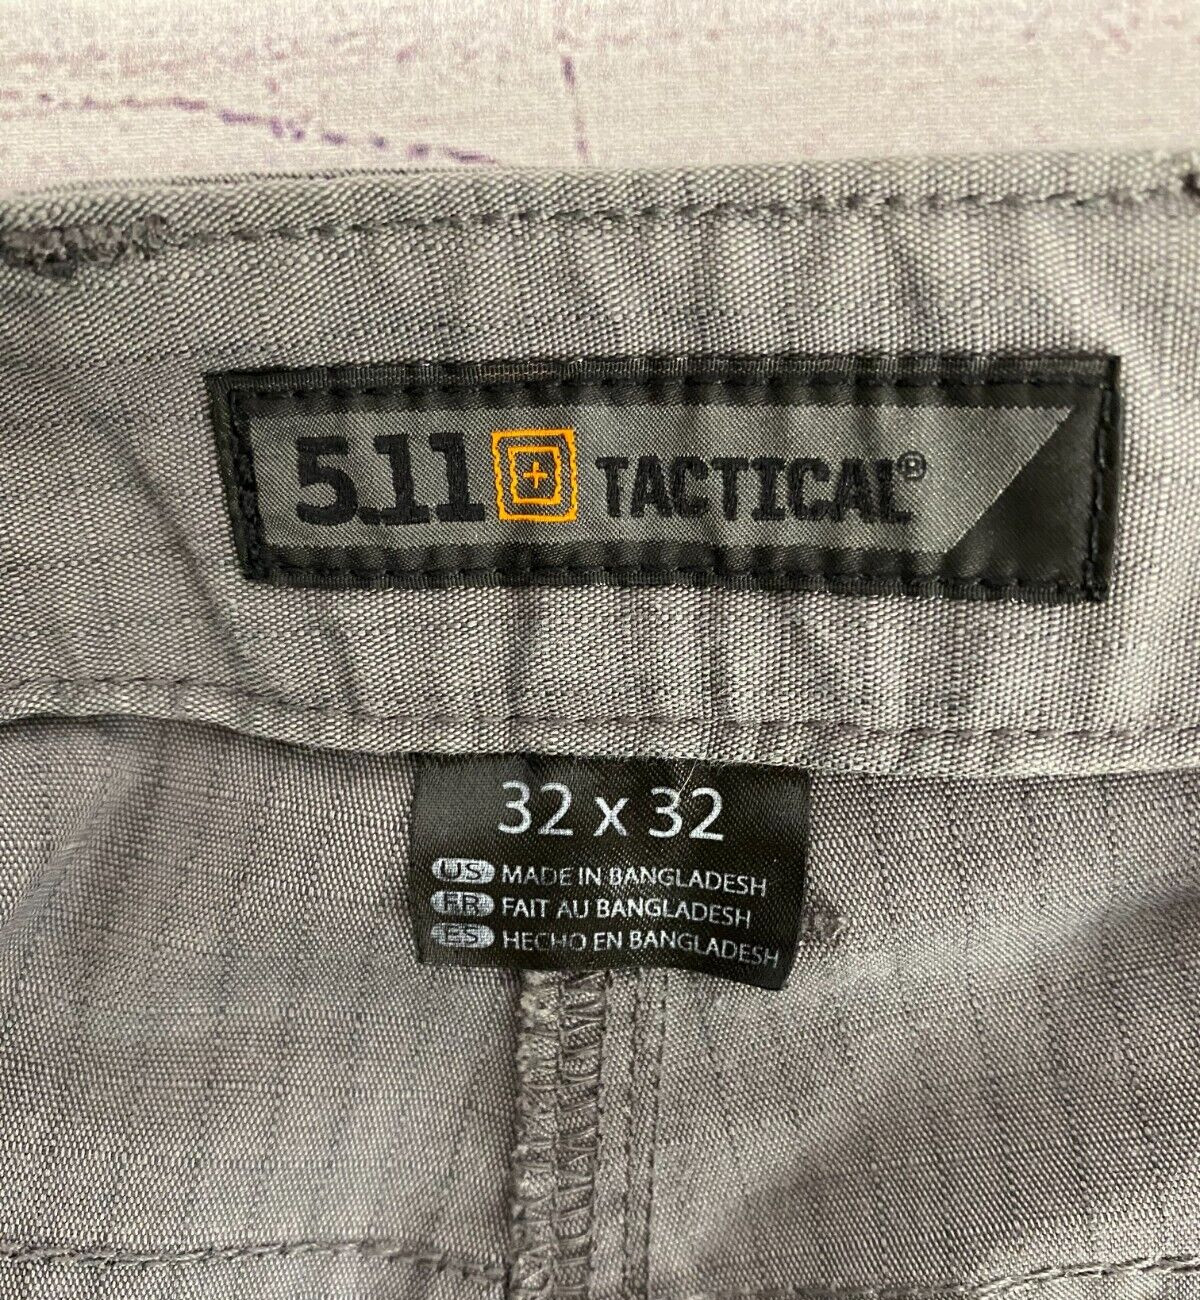 5.11 TACTICAL®
32 x 32
US MADE IN BANGLADESH
FR FAIT AU BANGLADESH
ES HECHO EN BANGLADESH